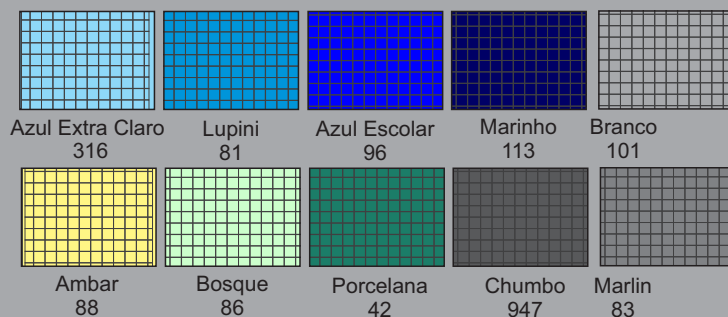 Azul Extra Claro Lupini Azul Escolar Marinho Branco
316 81 96 113 101
Ambar Bosque Porcelana Chumbo Marlin
88 86 42 947 83